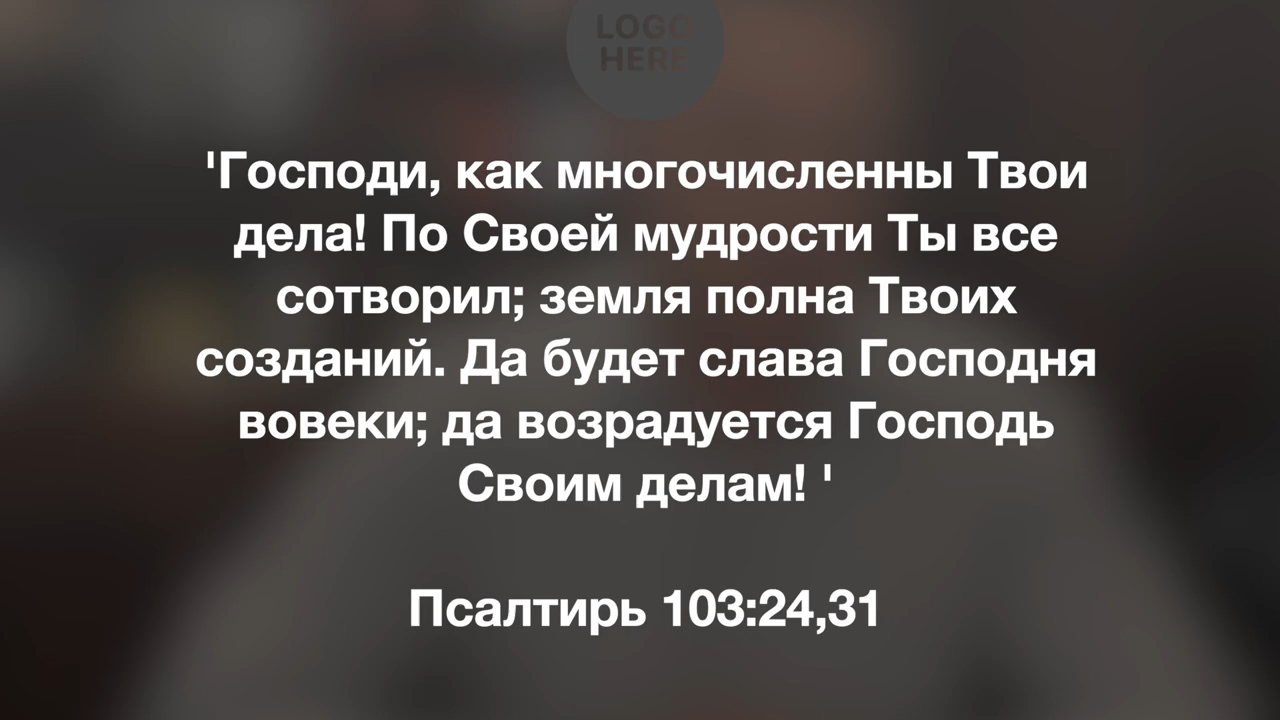 LOGO
HERE
'Господи, как многочисленны Твои
дела! По Своей мудрости Ты все
сотворил; земля полна Твоих
созданий. Да будет слава Господня
вовеки; да возрадуется Господь
Своим делам! '
Псалтирь 103:24,31